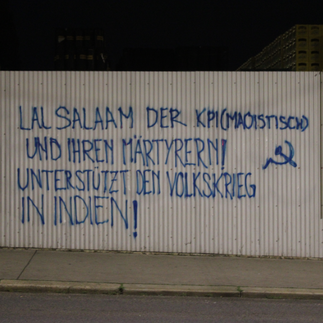 LAL SALAAM DER KPI(MAOISTISCH)
UND IHREN MÄRTYRERN!
UNTERSTÜTZT DEN VOLKSKRIEG
IN INDIEN!